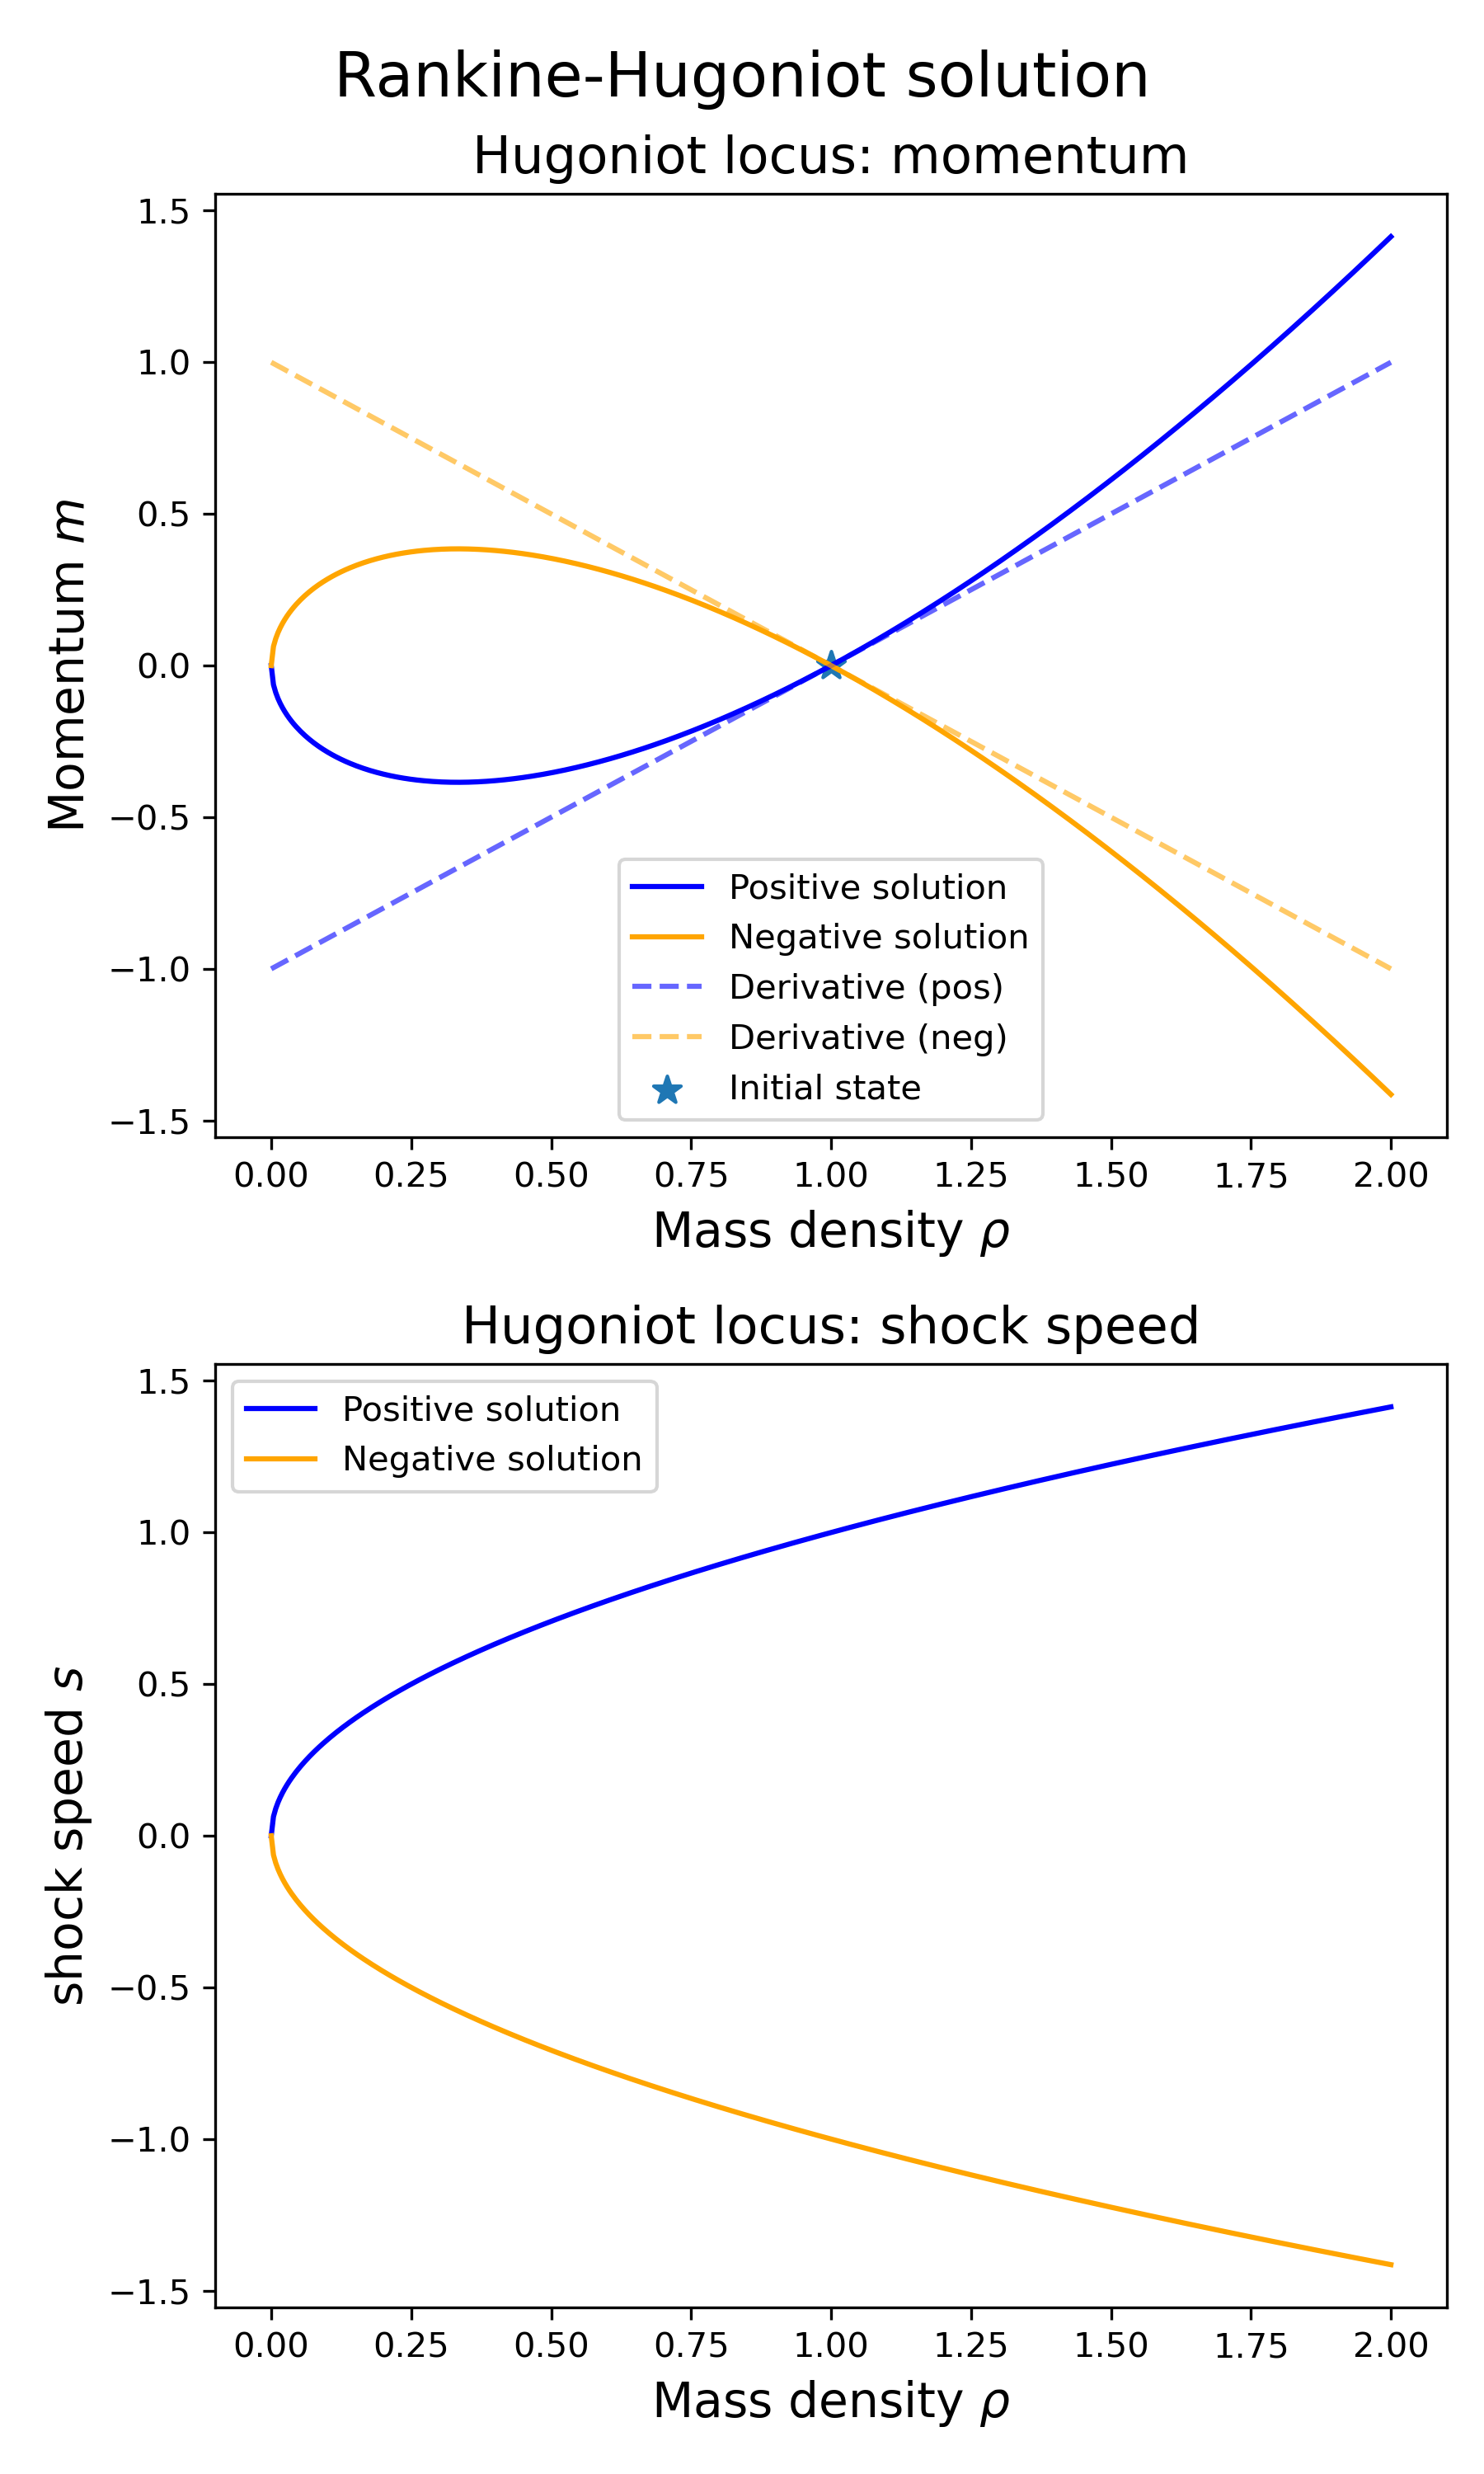 Rankine-Hugoniot solution
Hugoniot locus: momentum
1.5
1.0
0.5
0.0
−0.5
−1.0
−1.5
Momentum m
Positive solution
Negative solution
Derivative (pos)
Derivative (neg)
Initial state
0.00 0.25 0.50 0.75 1.00 1.25 1.50 1.75 2.00
Mass density ρ
Hugoniot locus: shock speed
1.5
1.0
0.5
0.0
−0.5
−1.0
−1.5
shock speed s
Positive solution
Negative solution
0.00 0.25 0.50 0.75 1.00 1.25 1.50 1.75 2.00
Mass density ρ